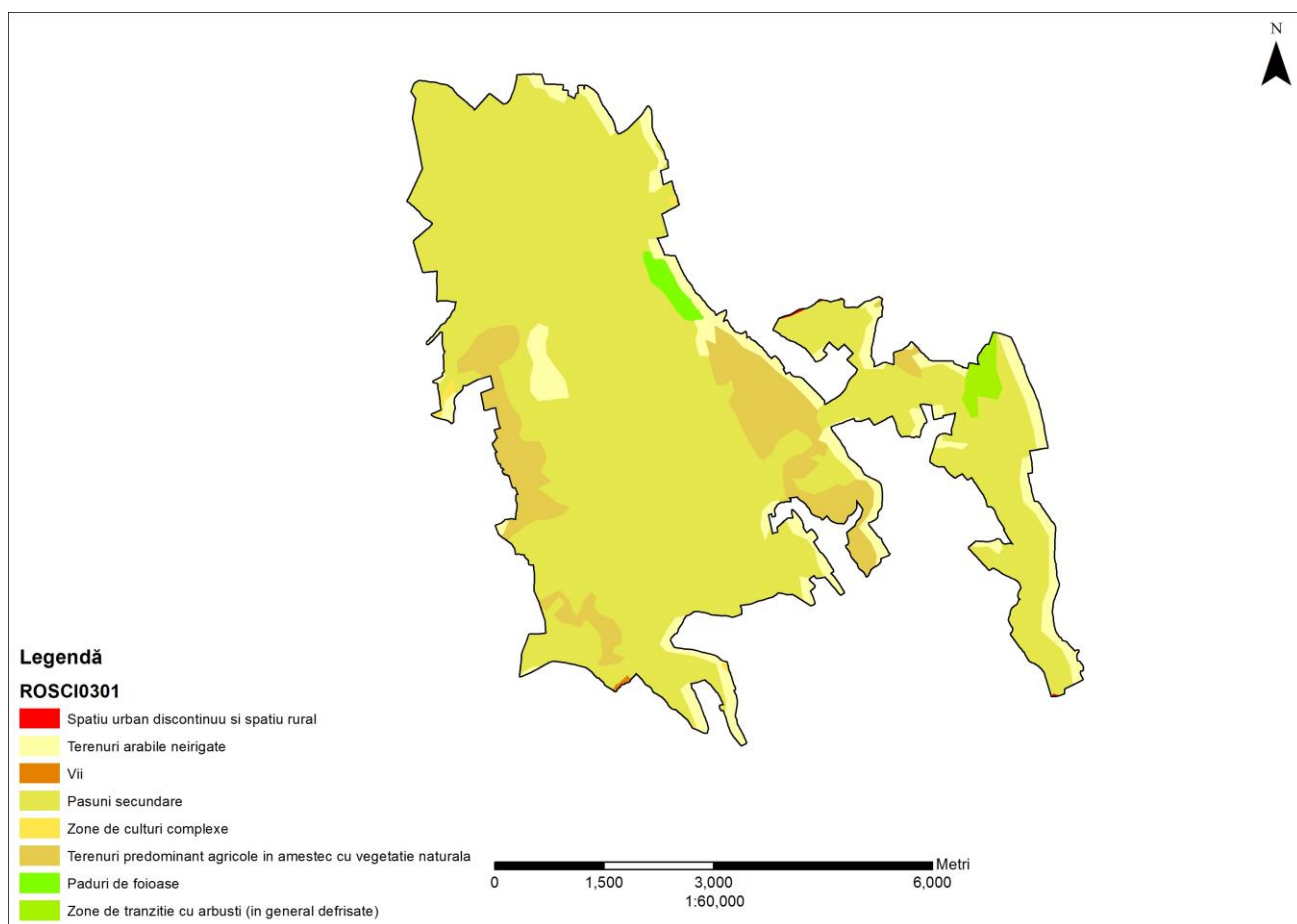 N
Legendă
ROSCI0301
Spatiu urban discontinuu si spatiu rural
Terenuri arabile neirigate
Vii
Pasuni secundare
Zone de culturi complexe
Terenuri predominant agricole in amestec cu vegetatie naturala
Paduri de foioase
Zone de tranzitie cu arbusti (in general defrisate)
Metri
0 1,500 3,000 6,000
1:60,000